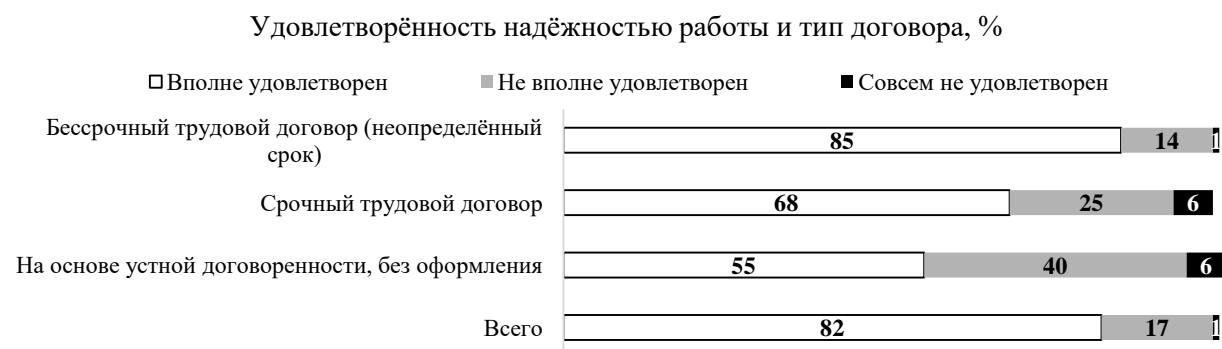 Удовлетворённость надёжностью работы и тип договора, %
Вполне удовлетворен Не вполне удовлетворен Совсем не удовлетворен
Бессрочный трудовой договор (неопределённый
срок)
85 14 1
Срочный трудовой договор 68 25 6
На основе устной договоренности, без оформления 55 40 6
Всего 82 17 1